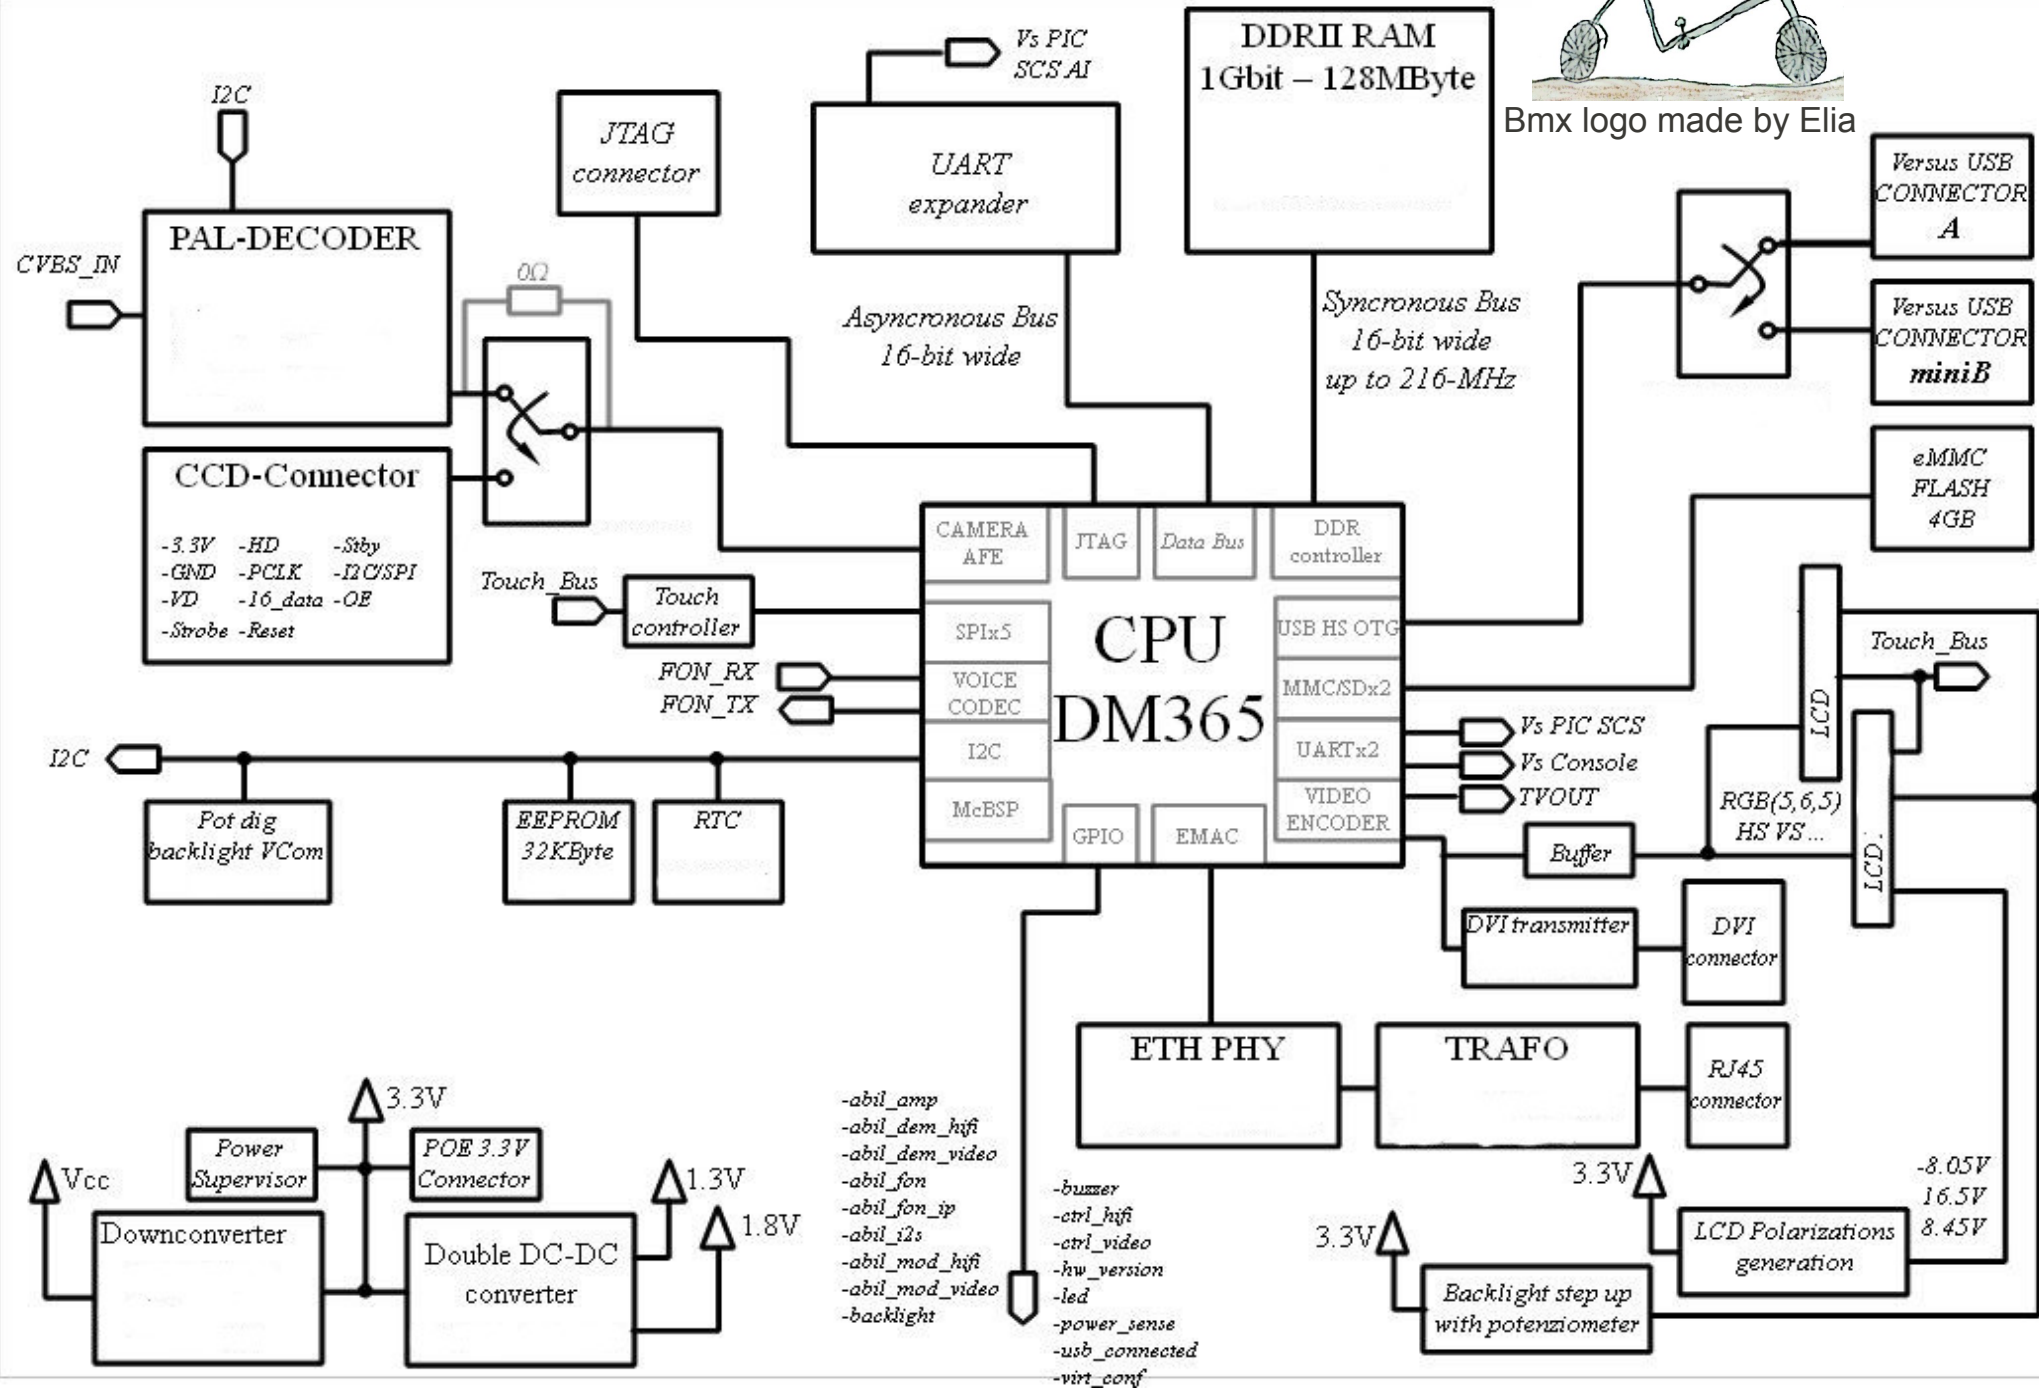 Vs PIC
SCS AI
DDRII RAM
1Gbit – 128MByte
Bmx logo made by Elia
I2C
JTAG
connector
UART
expander
Versus USB
CONNECTOR
A
PAL-DECODER
CVBS_IN
0Ω
Asyncronous Bus
16-bit wide
Syncronous Bus
16-bit wide
up to 216-MHz
Versus USB
CONNECTOR
miniB
CCD-Connector
-3.3V -HD -Stby
-GND -PCLK -I2C/SPI
-VD -16_data -OE
-Strobe -Reset
eMMC
FLASH
4GB
CAMERA
AFE
JTAG
Data Bus
DDR
controller
Touch_Bus
Touch
controller
SPIx5
CPU
DM365
USB HS OTG
FON_RX
FON_TX
VOICE
CODEC
MMC/SDx2
Touch_Bus
LCD
I2C
I2C
UARTx2
Vs PIC SCS
Vs Console
TVOUT
McBSP
GPIO
EMAC
VIDEO
ENCODER
RGB(5,6,5)
HS VS ...
LCD
Pot dig
backlight VCom
EEPROM
32KByte
RTC
Buffer
DVI transmitter
DVI
connector
ETH PHY
TRAFO
RJ45
connector
3.3V
Power
Supervisor
POE 3.3V
Connector
Vcc
1.3V
1.8V
Downconverter
Double DC-DC
converter
-abil_amp
-abil_dem_hifi
-abil_dem_video
-abil_fon
-abil_fon_ip
-abil_i2s
-abil_mod_hifi
-abil_mod_video
-backlight
-buzzer
-ctrl_hifi
-ctrl_video
-hw_version
-led
-power_sense
-usb_connected
-virt_conf
3.3V
-8.05V
16.5V
8.45V
LCD Polarizations
generation
3.3V
Backlight step up
with potenziometer